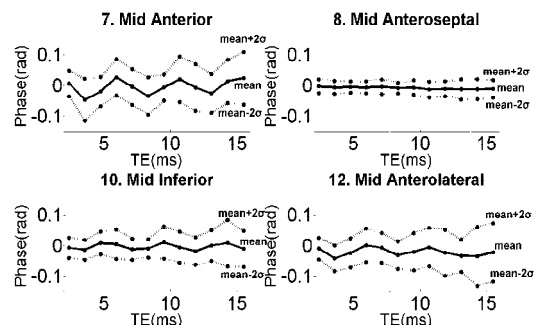 7. Mid Anterior
8. Mid Anteroseptal
0.1
0
-0.1
Phase(rad)
mean+2σ
mean
mean-2σ
5
10
15
TE(ms)
0.1
0
-0.1
Phase(rad)
mean+2σ
mean
mean-2σ
5
10
15
TE(ms)
10. Mid Inferior
12. Mid Anterolateral
0.1
0
-0.1
Phase(rad)
mean+2σ
mean
mean-2σ
5
10
15
TE(ms)
0.1
0
-0.1
Phase(rad)
mean+2σ
mean
mean-2σ
5
10
15
TE(ms)